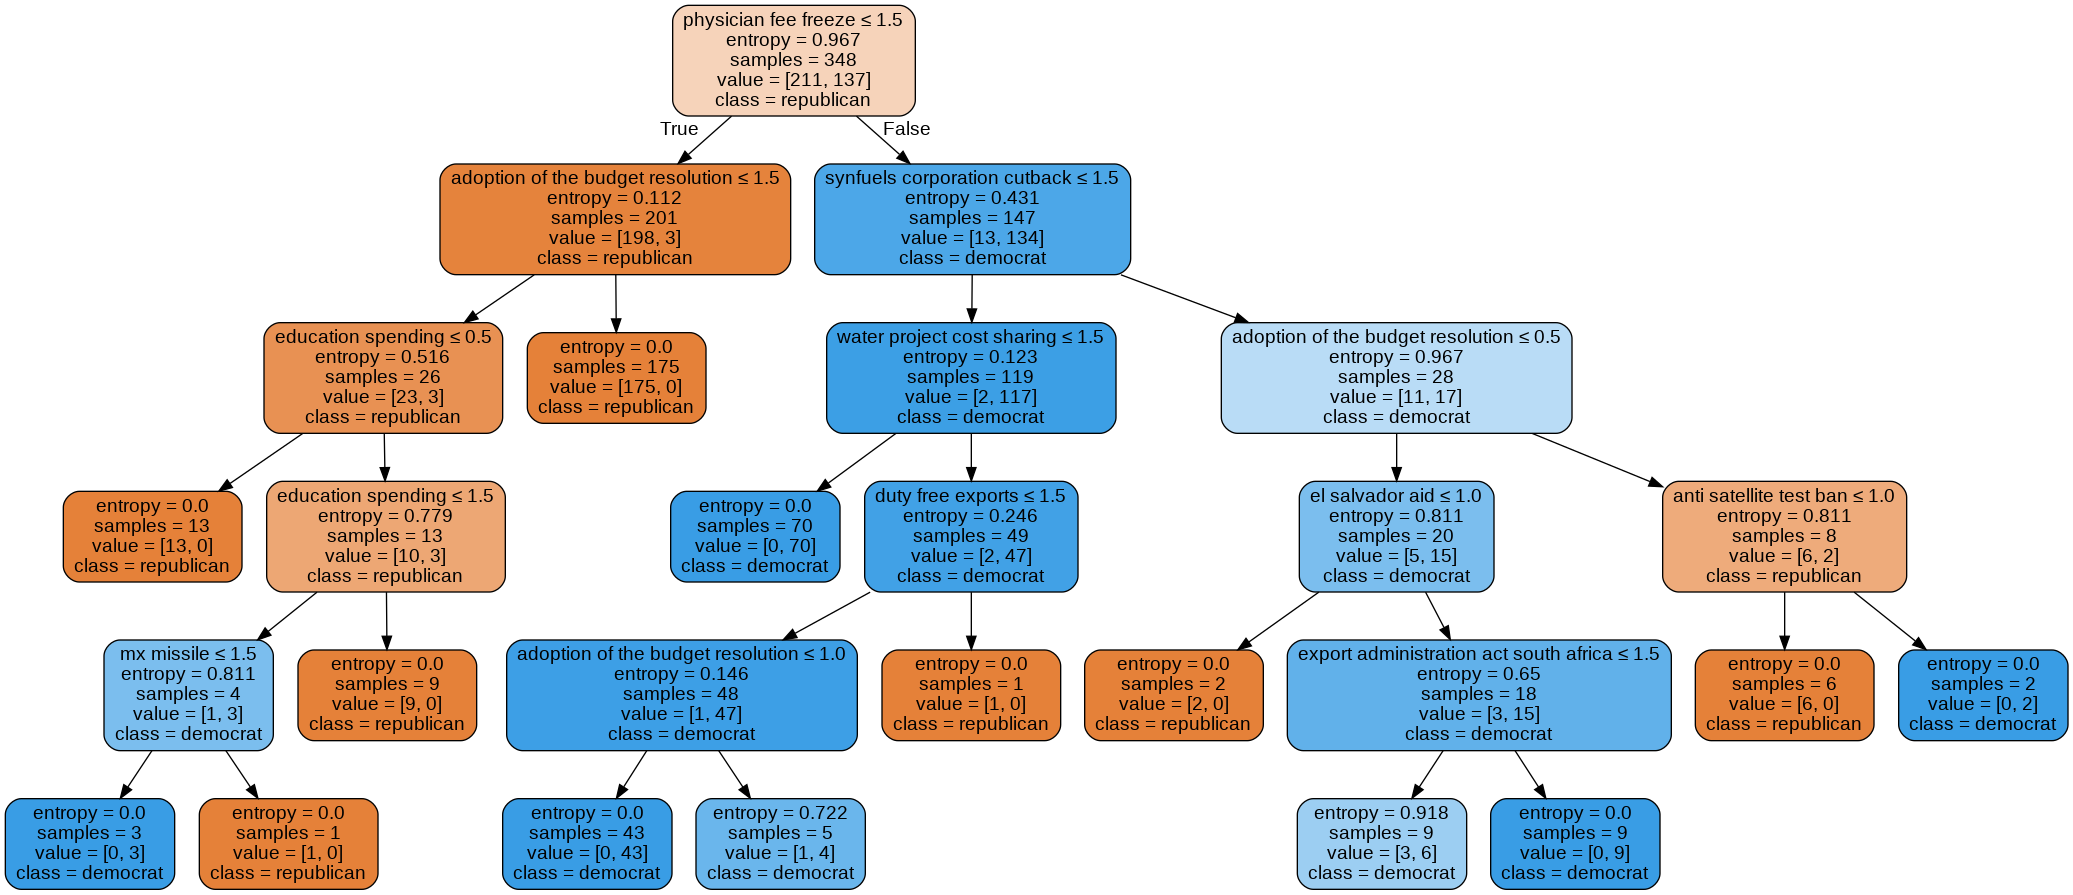 physician fee freeze ≤ 1.5
entropy = 0.967
samples = 348
value = [211, 137]
class = republican
True
False
adoption of the budget resolution ≤ 1.5
entropy = 0.112
samples = 201
value = [198, 3]
class = republican
synfuels corporation cutback ≤ 1.5
entropy = 0.431
samples = 147
value = [13, 134]
class = democrat
education spending ≤ 0.5
entropy = 0.516
samples = 26
value = [23, 3]
class = republican
entropy = 0.0
samples = 175
value = [175, 0]
class = republican
water project cost sharing ≤ 1.5
entropy = 0.123
samples = 119
value = [2, 117]
class = democrat
adoption of the budget resolution ≤ 0.5
entropy = 0.967
samples = 28
value = [11, 17]
class = democrat
entropy = 0.0
samples = 13
value = [13, 0]
class = republican
education spending ≤ 1.5
entropy = 0.779
samples = 13
value = [10, 3]
class = republican
entropy = 0.0
samples = 70
value = [0, 70]
class = democrat
duty free exports ≤ 1.5
entropy = 0.246
samples = 49
value = [2, 47]
class = democrat
el salvador aid ≤ 1.0
entropy = 0.811
samples = 20
value = [5, 15]
class = democrat
anti satellite test ban ≤ 1.0
entropy = 0.811
samples = 8
value = [6, 2]
class = republican
mx missile ≤ 1.5
entropy = 0.811
samples = 4
value = [1, 3]
class = democrat
entropy = 0.0
samples = 9
value = [9, 0]
class = republican
adoption of the budget resolution ≤ 1.0
entropy = 0.146
samples = 48
value = [1, 47]
class = democrat
entropy = 0.0
samples = 1
value = [1, 0]
class = republican
entropy = 0.0
samples = 2
value = [2, 0]
class = republican
export administration act south africa ≤ 1.5
entropy = 0.65
samples = 18
value = [3, 15]
class = democrat
entropy = 0.0
samples = 6
value = [6, 0]
class = republican
entropy = 0.0
samples = 2
value = [0, 2]
class = democrat
entropy = 0.0
samples = 3
value = [0, 3]
class = democrat
entropy = 0.0
samples = 1
value = [1, 0]
class = republican
entropy = 0.0
samples = 43
value = [0, 43]
class = democrat
entropy = 0.722
samples = 5
value = [1, 4]
class = democrat
entropy = 0.918
samples = 9
value = [3, 6]
class = democrat
entropy = 0.0
samples = 9
value = [0, 9]
class = democrat